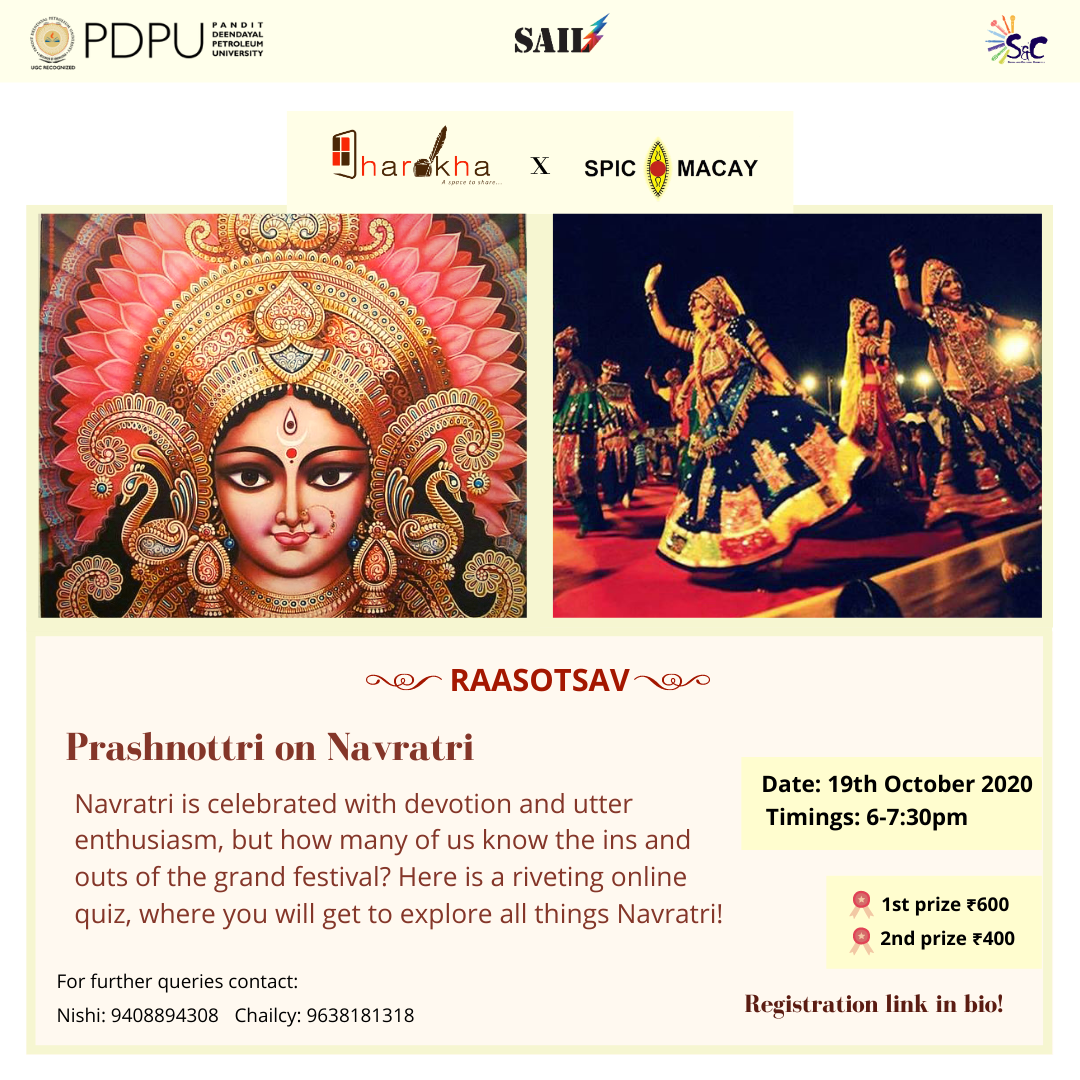 PDPU
PANDIT
DEENDAYAL
PETROLEUM
UNIVERSITY
UGC RECOGNIZED
SAIL
S&C
Jharokha
A space to share...
X
SPIC MACAY
RAASOTSAV
Prashnottri on Navratri
Navratri is celebrated with devotion and utter
enthusiasm, but how many of us know the ins and
outs of the grand festival? Here is a riveting online
quiz, where you will get to explore all things Navratri!
Date: 19th October 2020
Timings: 6-7:30pm
1st prize ₹600
2nd prize ₹400
For further queries contact:
Nishi: 9408894308 Chailcy: 9638181318
Registration link in bio!